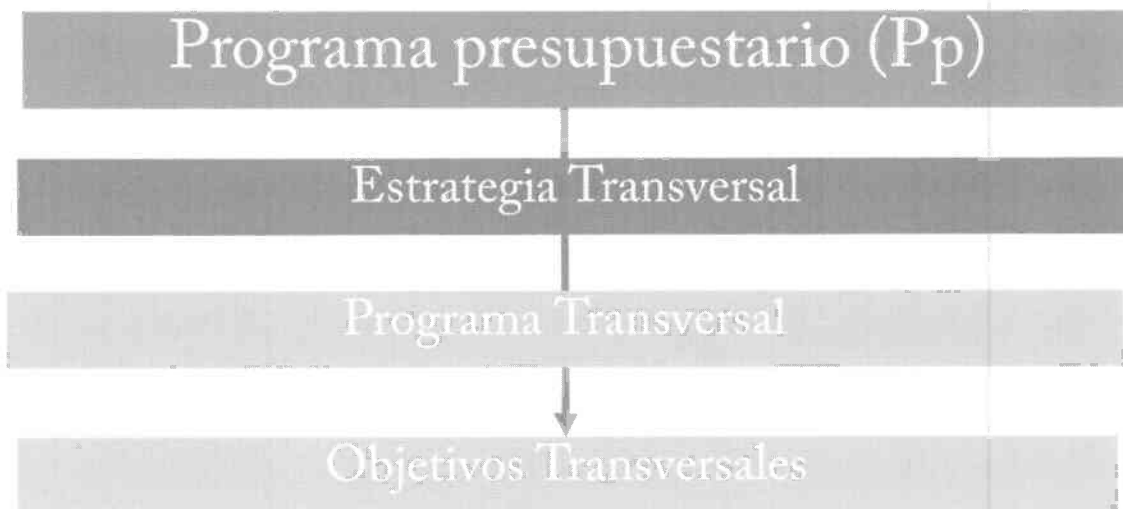 Programa presupuestario (Pp)
Estrategia Transversal
Programa Transversal
Objetivos Transversales